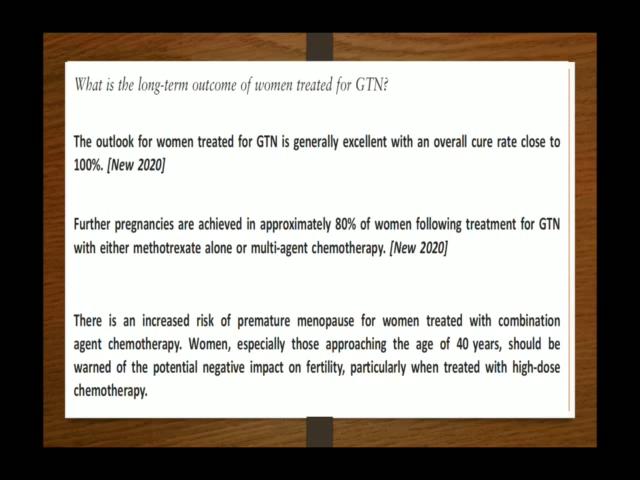 What is the long-term outcome of women treated for GTN?
The outlook for women treated for GTN is generally excellent with an overall cure rate close to
100%. [New 2020]
Further pregnancies are achieved in approximately 80% of women following treatment for GTN
with either methotrexate alone or multi-agent chemotherapy. [New 2020]
There is an increased risk of premature menopause for women treated with combination
agent chemotherapy. Women, especially those approaching the age of 40 years, should be
warned of the potential negative impact on fertility, particularly when treated with high-dose
chemotherapy.